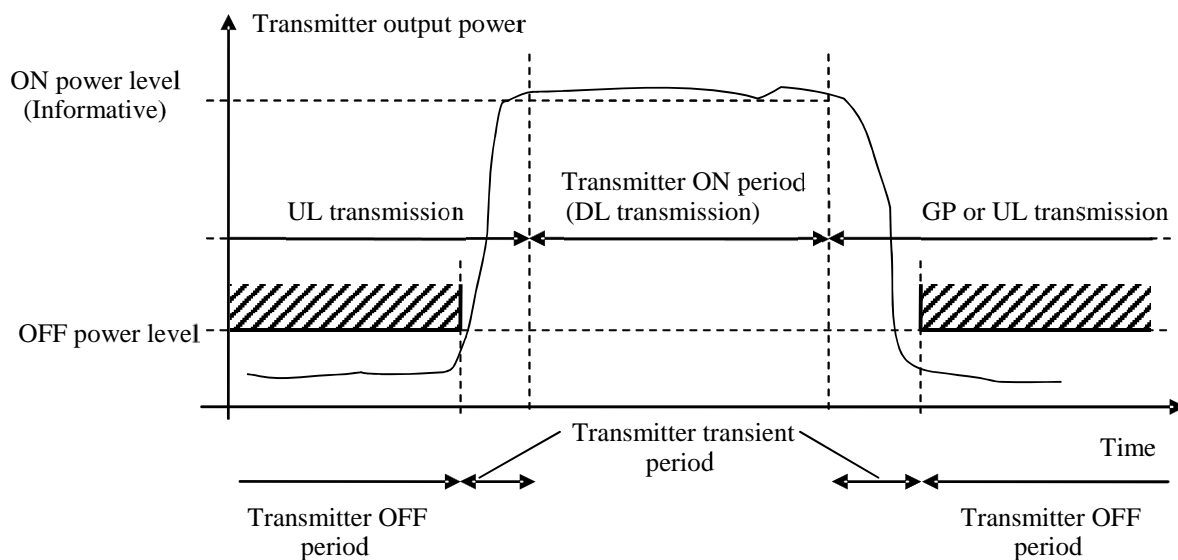 Transmitter output power
ON power level
(Informative)
Transmitter ON period
(DL transmission)
UL transmission
GP or UL transmission
OFF power level
Transmitter transient
period
Time
Transmitter OFF
period
Transmitter OFF
period